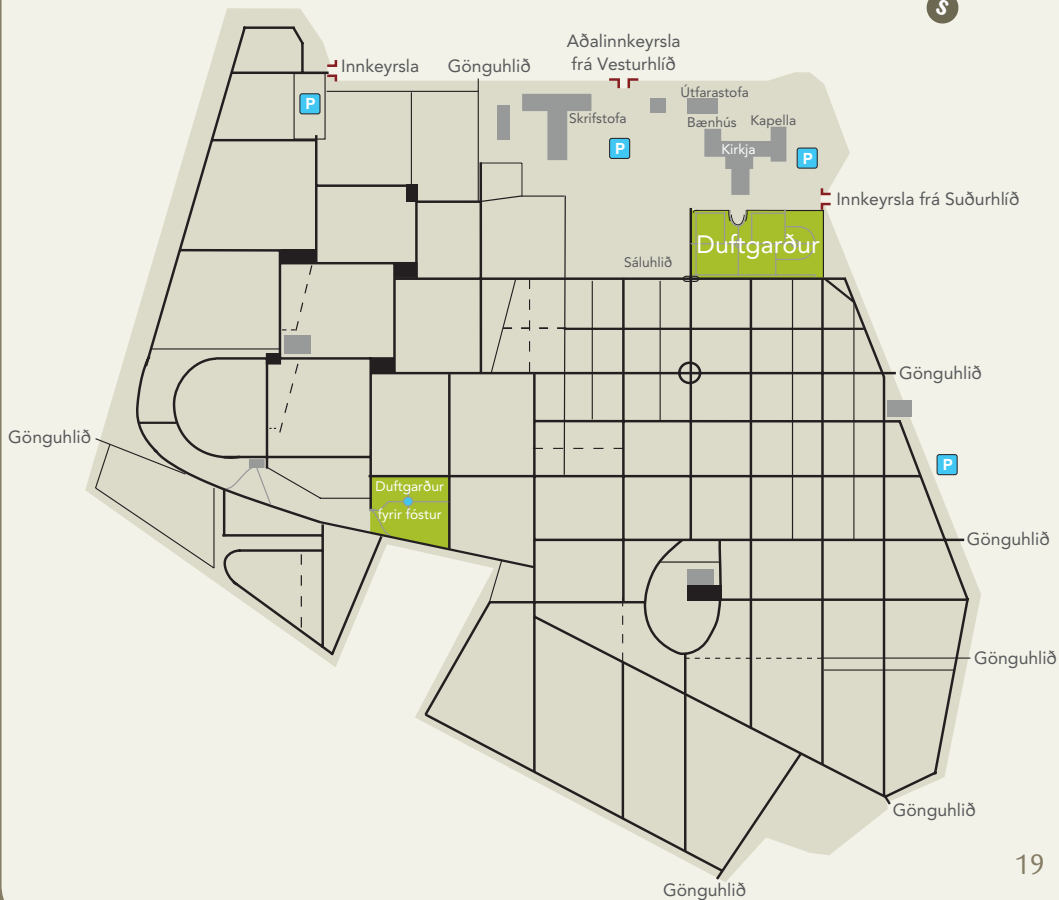 S
Aðalinnkeyrsla
frá Vesturhlíð
Innkeyrsla
Gönguhlið
P
Útfarastofa
Skrifstofa
Bænhús
Kapella
P
Kirkja
P
Innkeyrsla frá Suðurhlíð
Duftgarður
Sáluhlið
Gönguhlið
Gönguhlið
P
Duftgarður
fyrir fóstur
Gönguhlið
Gönguhlið
Gönguhlið
Gönguhlið
19